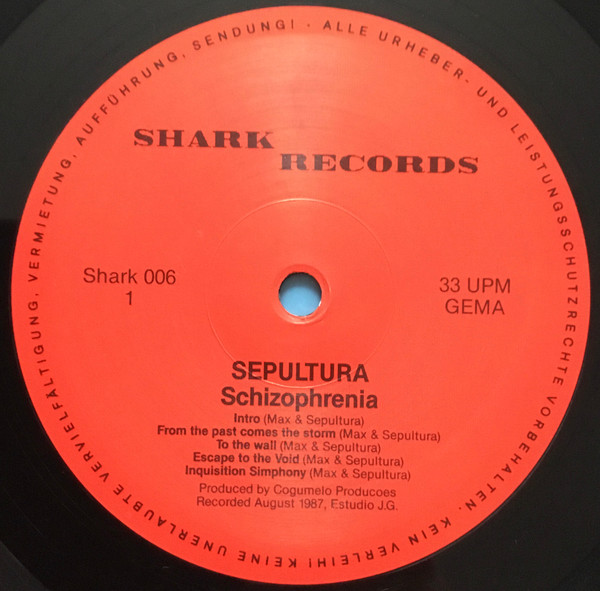 ALLE URHEBER- UND LEISTUNGSSCHUTZRECHTE VORBEHALTEN. KEIN VERLEIH! KEINE UNERLAUBTE VERVIELFÄLTIGUNG, VERMIETUNG, AUFFÜHRUNG, SENDUNG! ·
SHARK
RECORDS
Shark 006
1
33 UPM
GEMA
SEPULTURA
Schizophrenia
Intro (Max & Sepultura)
From the past comes the storm (Max & Sepultura)
To the wall (Max & Sepultura)
Escape to the Void (Max & Sepultura)
Inquisition Simphony (Max & Sepultura)
Produced by Cogumelo Producoes
Recorded August 1987, Estudio J.G.